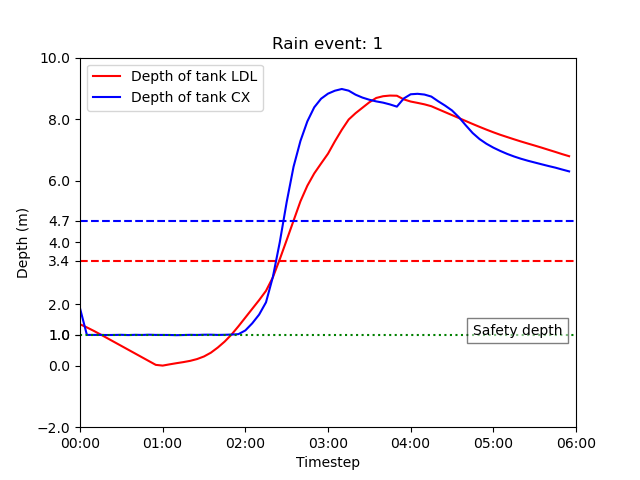 Rain event: 1
Depth of tank LDL
Depth of tank CX
Depth (m)
10.0
8.0
6.0
4.7
4.0
3.4
2.0
1.0
0.0
−2.0
Safety depth
00:00 01:00 02:00 03:00 04:00 05:00 06:00
Timestep